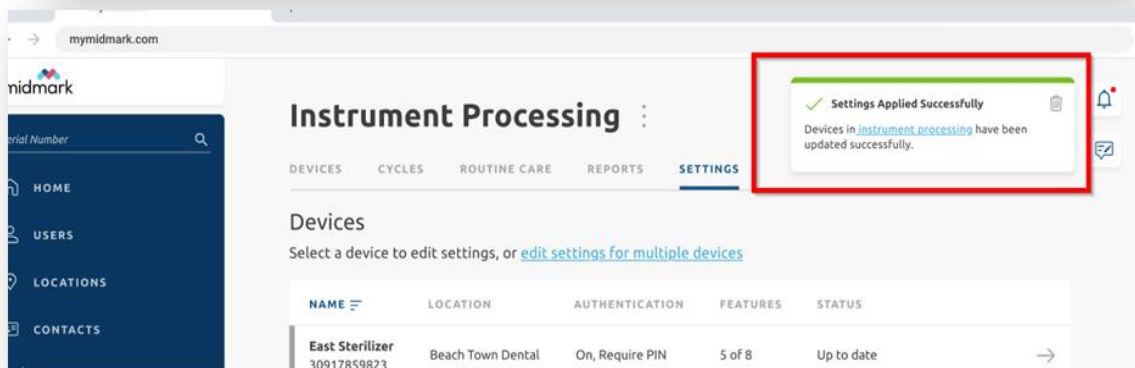 mymidmark.com
midmark
Serial Number
HOME
USERS
LOCATIONS
CONTACTS
Instrument Processing
DEVICES CYCLES ROUTINE CARE REPORTS SETTINGS
Settings Applied Successfully
Devices in instrument processing have been
updated successfully.
Devices
Select a device to edit settings, or edit settings for multiple devices
NAME LOCATION AUTHENTICATION FEATURES STATUS
East Sterilizer
30917859823
Beach Town Dental On, Require PIN 5 of 8 Up to date